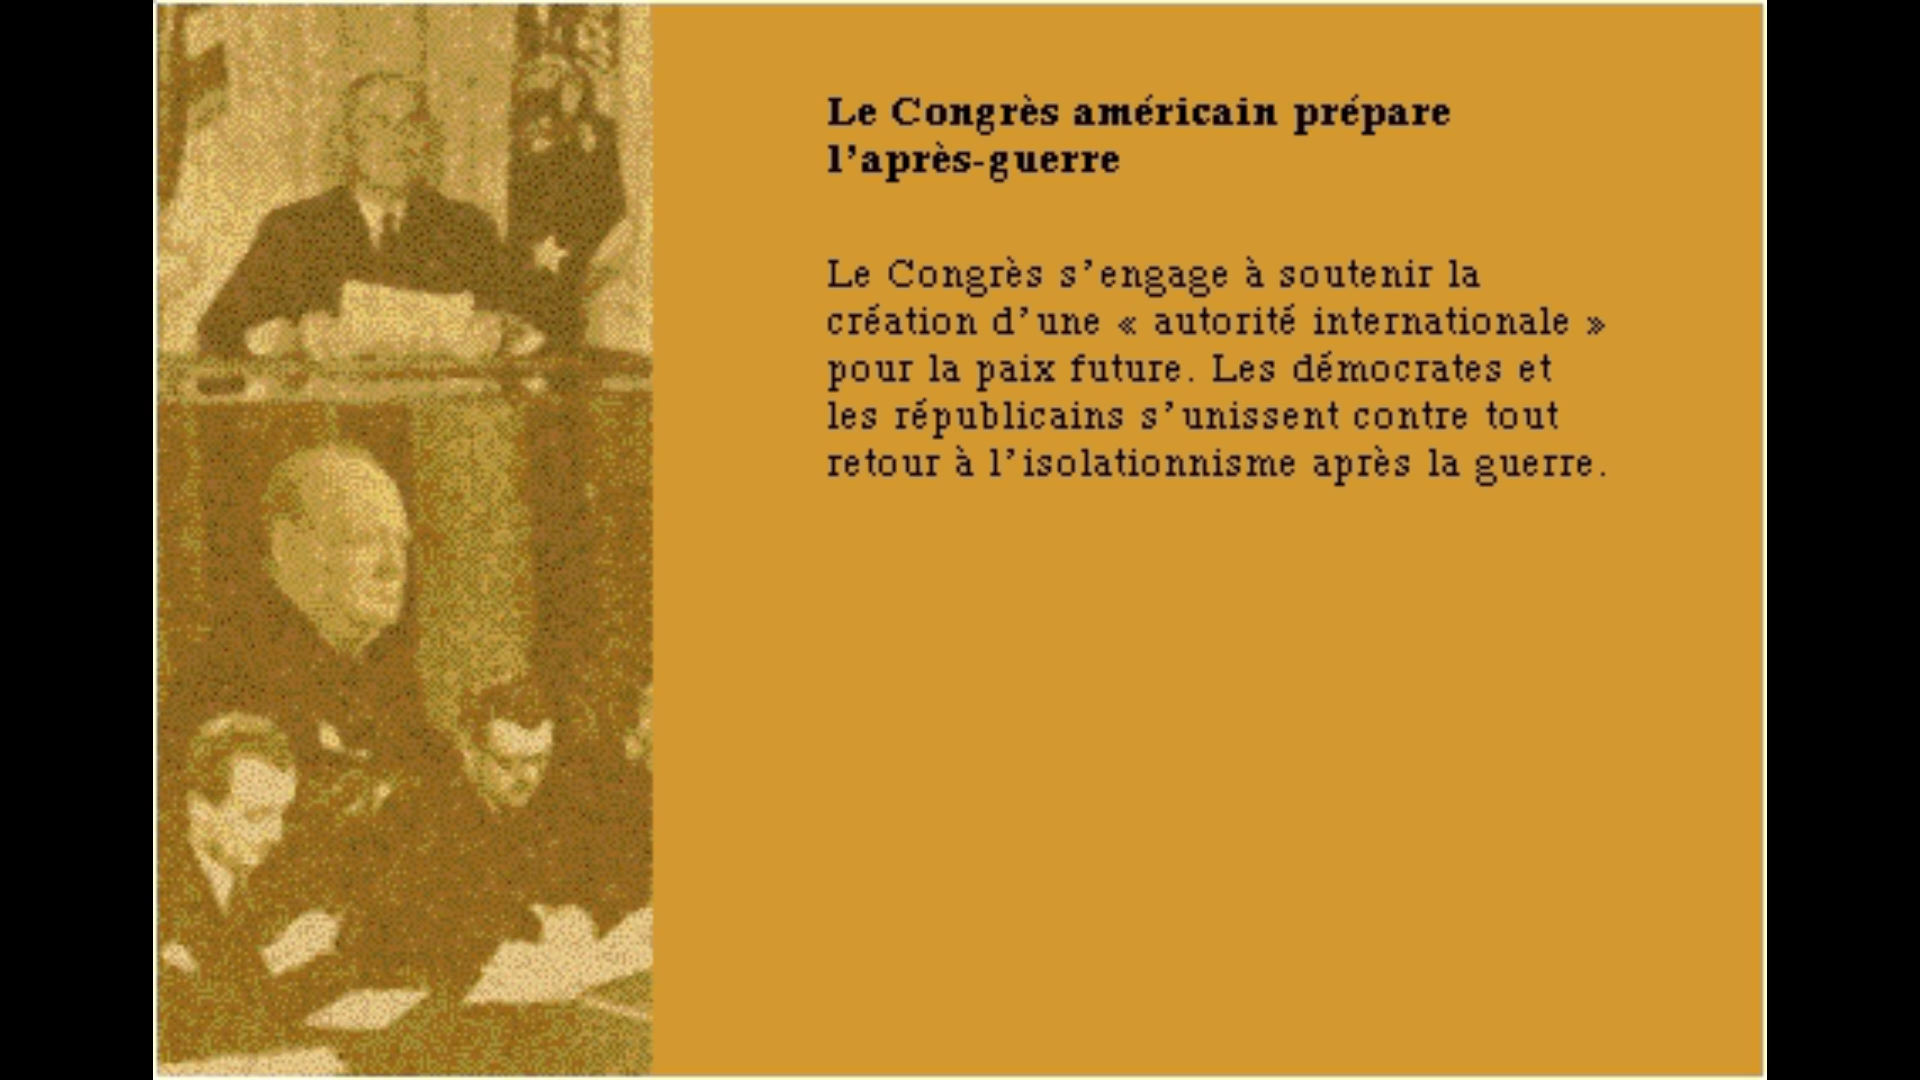 Le Congrès américain prépare
l’après-guerre
Le Congrès s’engage à soutenir la
création d’une « autorité internationale »
pour la paix future. Les démocrates et
les républicains s’unissent contre tout
retour à l’isolationnisme après la guerre.